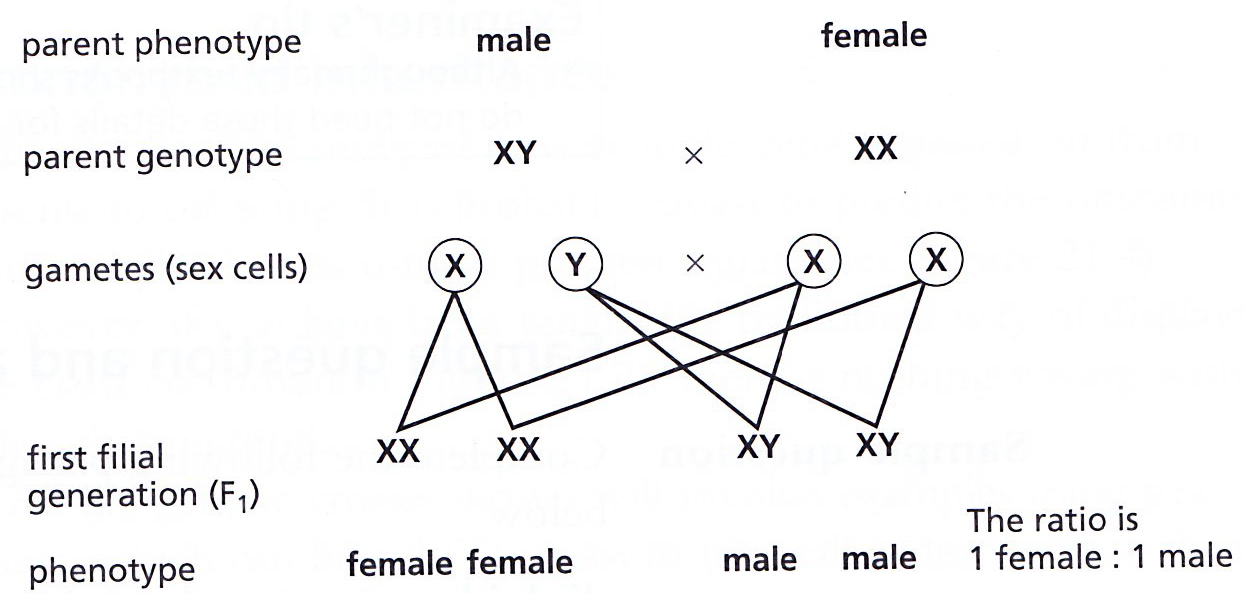 parent phenotype male female
parent genotype XY × XX
gametes (sex cells) X Y × X X
first filial XX XX XY XY
generation (F₁)
The ratio is
phenotype female female male male 1 female : 1 male